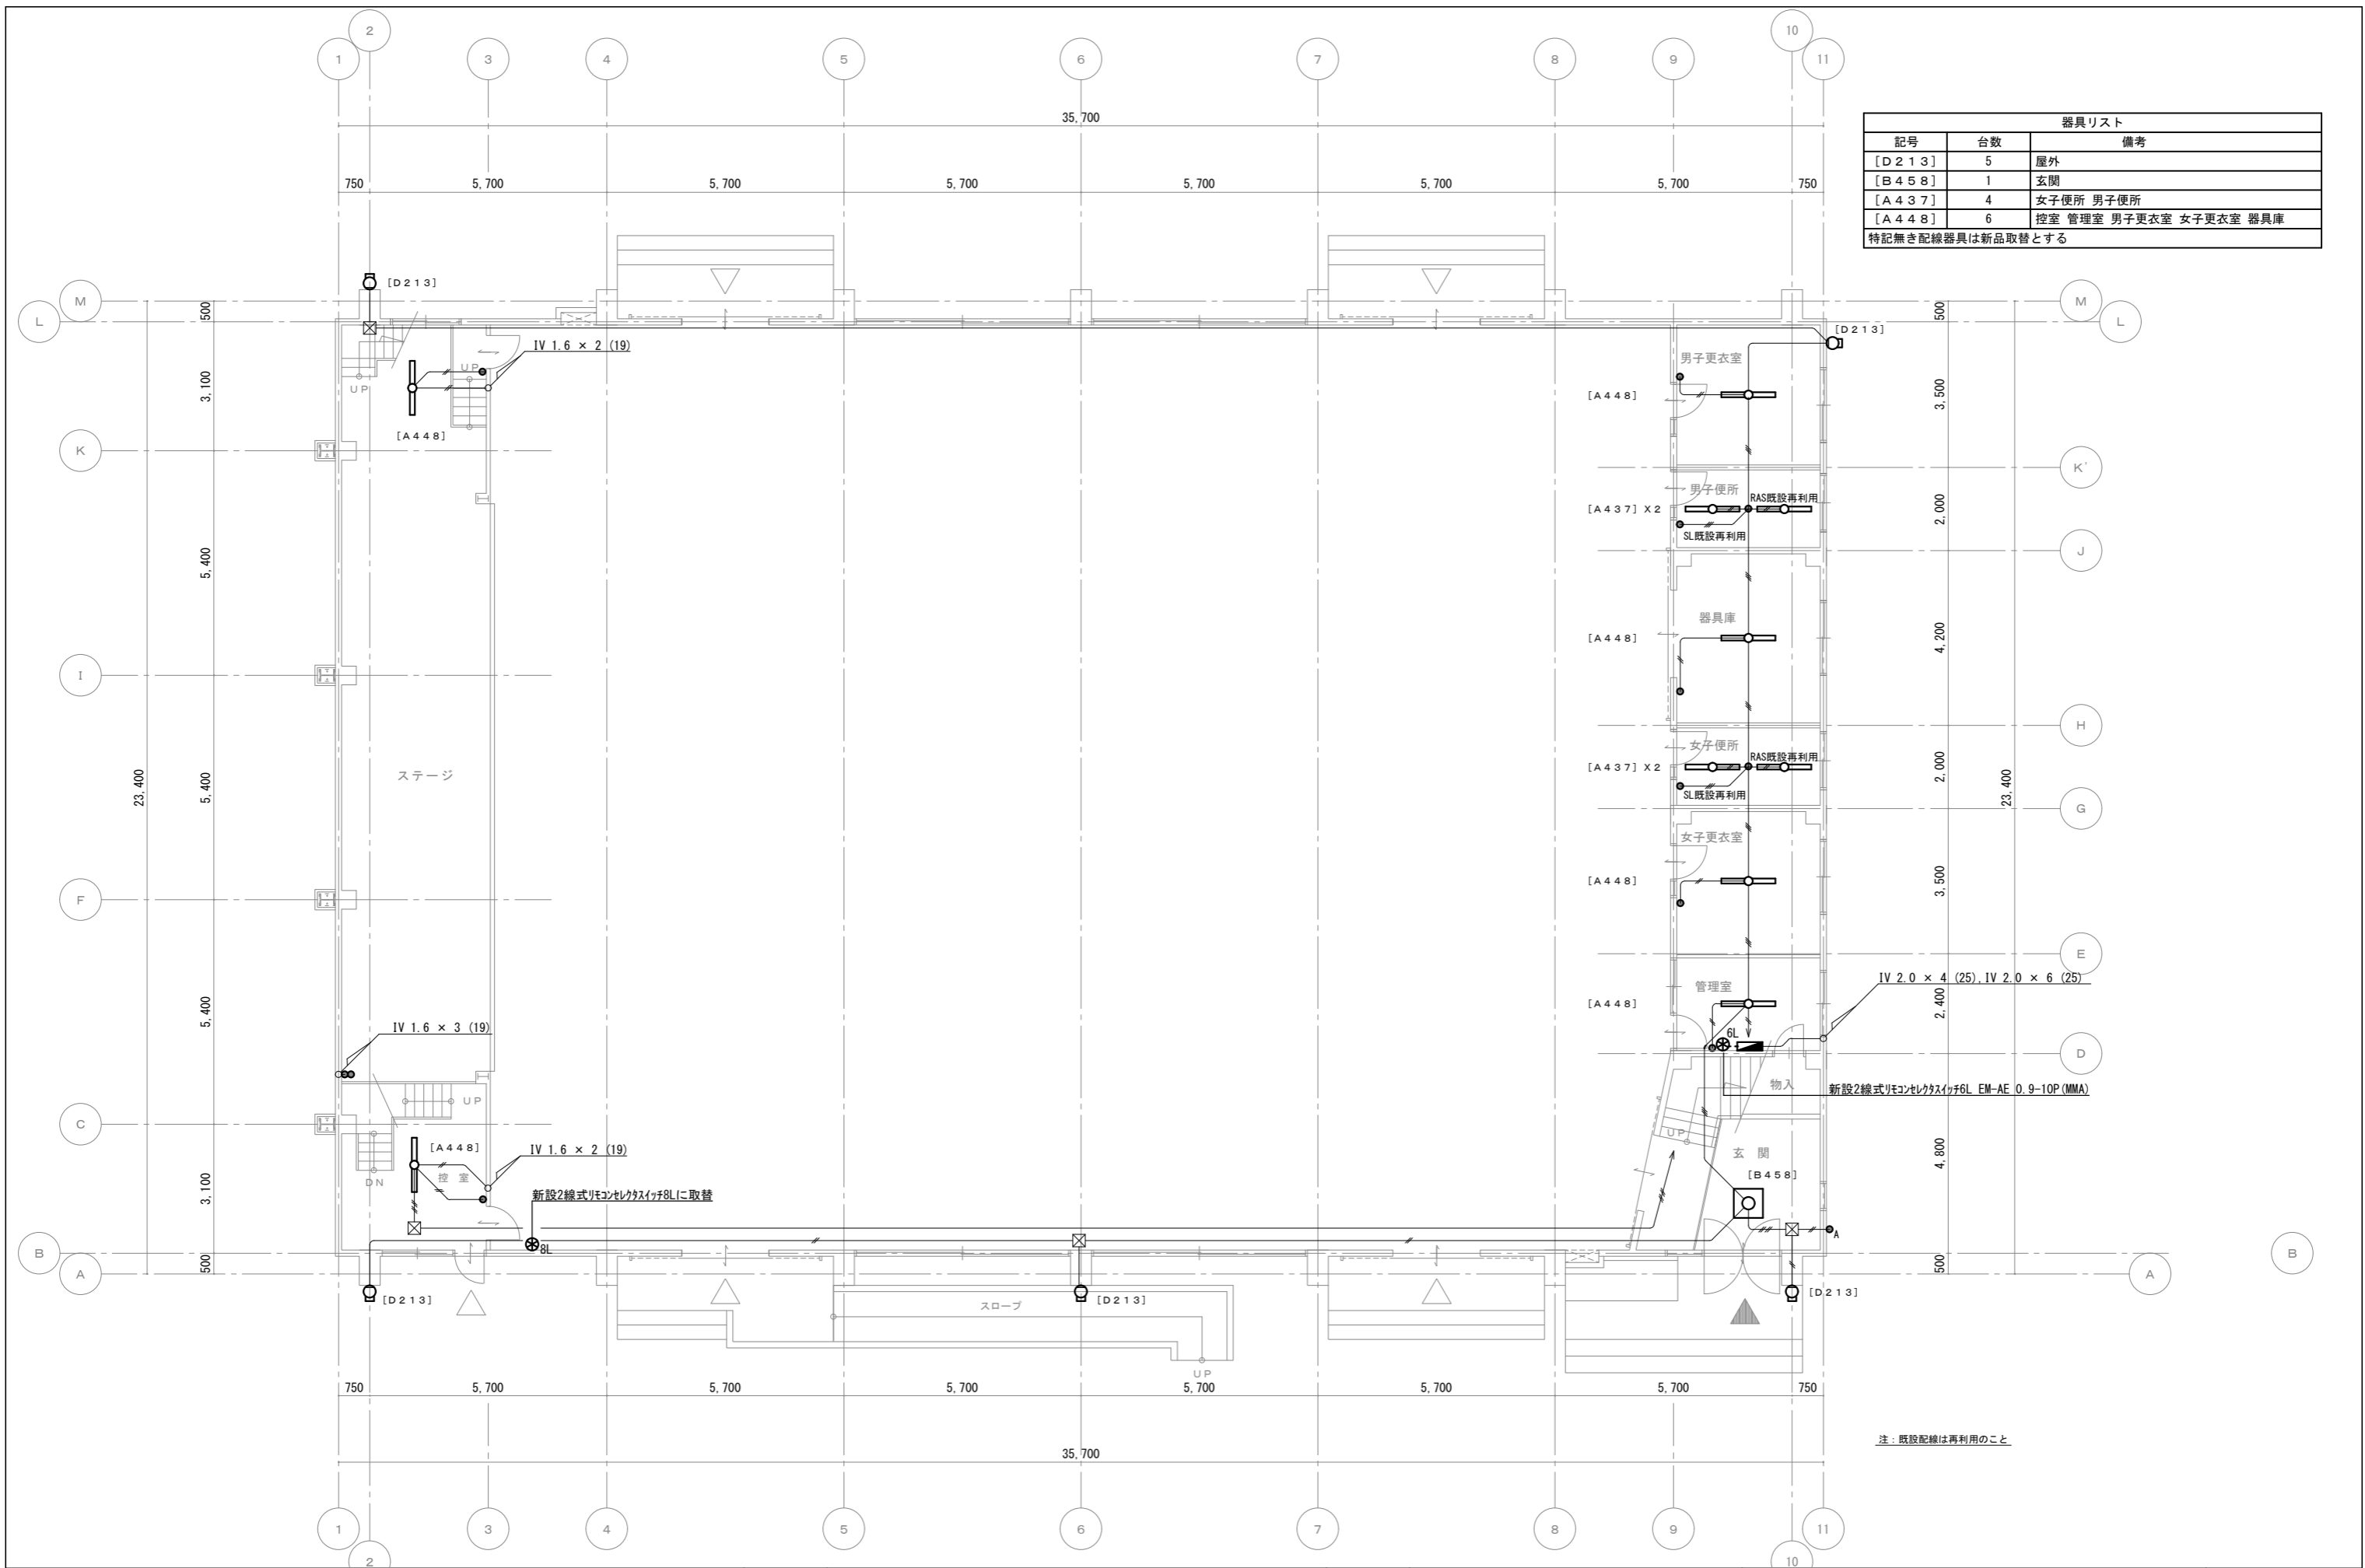 2
10
1
3
4
5
6
7
8
9
11
35,700
750
5,700
5,700
5,700
5,700
5,700
5,700
750
器具リスト
記号 台数 備考
[D213] 5 屋外
[B458] 1 玄関
[A437] 4 女子便所 男子便所
[A448] 6 控室 管理室 男子更衣室 女子更衣室 器具庫
特記無き配線器具は新品取替とする
[D213]
M
L
500
M
L
500
[D213]
IV 1.6 × 2 (19)
UP
UP
3,100
[A448]
男子更衣室
[A448]
3,500
K
K'
男子便所
RAS既設再利用
[A437]X2
SL既設再利用
2,000
5,400
J
器具庫
[A448]
4,200
I
H
女子便所
RAS既設再利用
[A437]X2
SL既設再利用
2,000
ステージ
23,400
5,400
23,400
G
女子更衣室
[A448]
3,500
F
E
管理室
[A448]
IV 2.0 × 4 (25),IV 2.0 × 6 (25)
2,400
5,400
IV 1.6 × 3 (19)
6L
D
物入
新設2線式ﾘﾓｺﾝｾﾚｸﾀｽｲｯﾁ6L EM-AE 0.9-10P(MMA)
UP
C
UP
玄関
[A448]
IV 1.6 × 2 (19)
4,800
DN
控室
3,100
[B458]
新設2線式ﾘﾓｺﾝｾﾚｸﾀｽｲｯﾁ8Lに取替
8L
A
B
A
500
500
B
A
[D213]
[D213]
[D213]
スロープ
UP
750
5,700
5,700
5,700
5,700
5,700
5,700
750
35,700
注：既設配線は再利用のこと
1
3
4
5
6
7
8
9
11
2
10